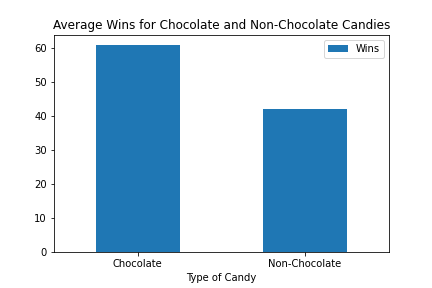 Average Wins for Chocolate and Non-Chocolate Candies
Wins
60
50
40
30
20
10
0
Chocolate
Non-Chocolate
Type of Candy